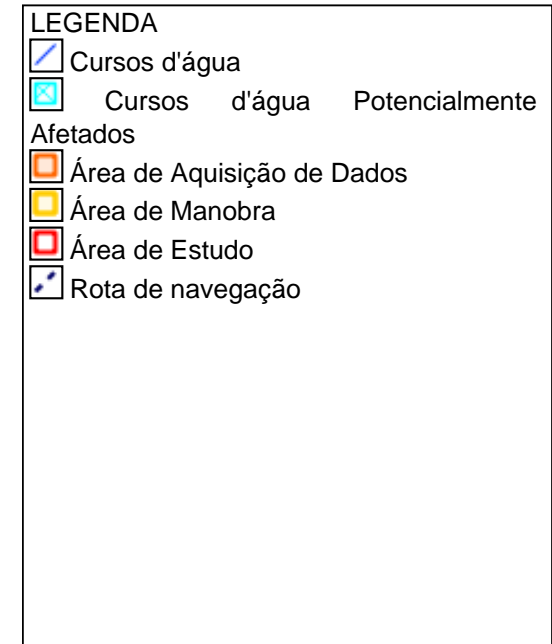 LEGENDA
Cursos d'água
Cursos d'água Potencialmente
Afetados
Área de Aquisição de Dados
Área de Manobra
Área de Estudo
Rota de navegação